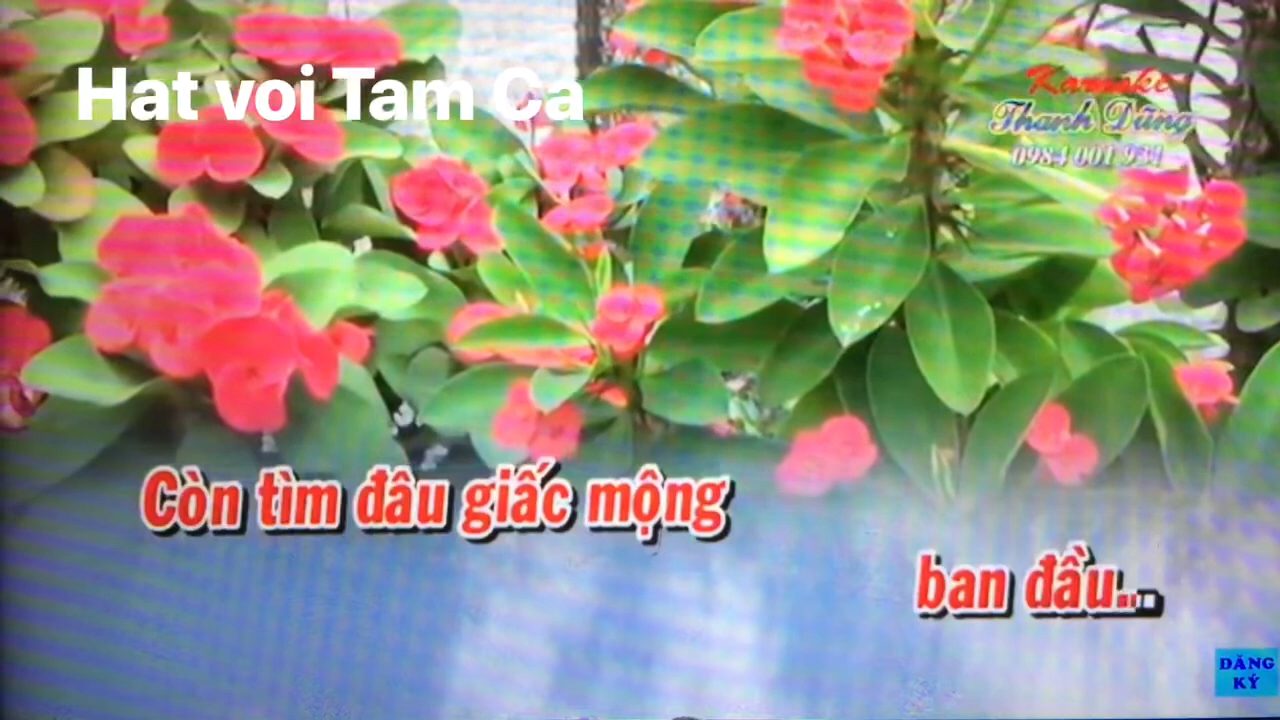 Hat voi Tam Ca
Karaoke
Thanh Dũng
0984 001 931
Còn tìm đâu giấc mộng
ban đầu...
ĐĂNG
KÝ